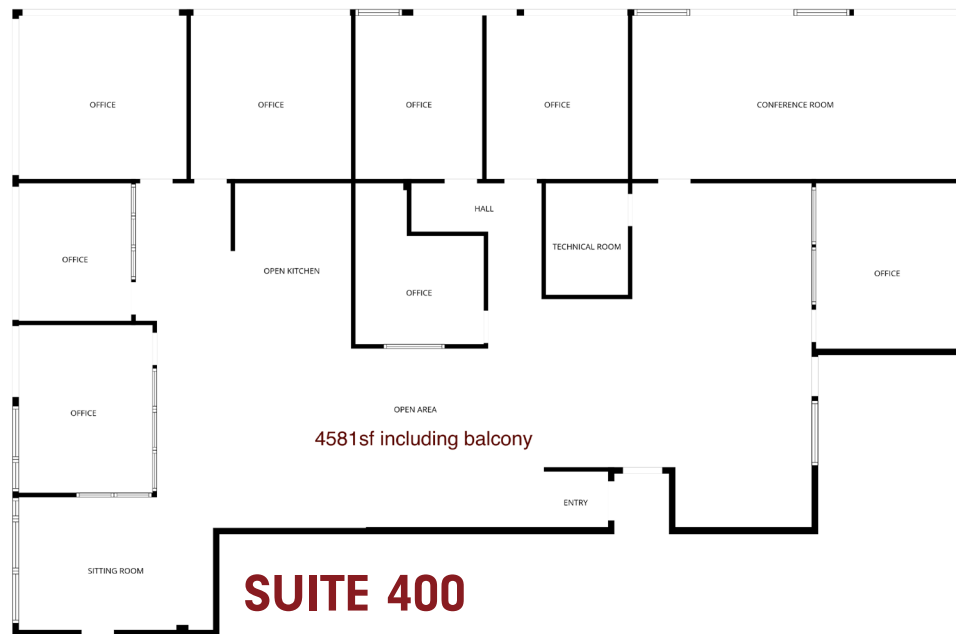 OFFICE
OFFICE
OFFICE
OFFICE
CONFERENCE ROOM
HALL
TECHNICAL ROOM
OFFICE
OPEN KITCHEN
OFFICE
OFFICE
OFFICE
OPEN AREA
4581sf including balcony
ENTRY
SITTING ROOM
SUITE 400